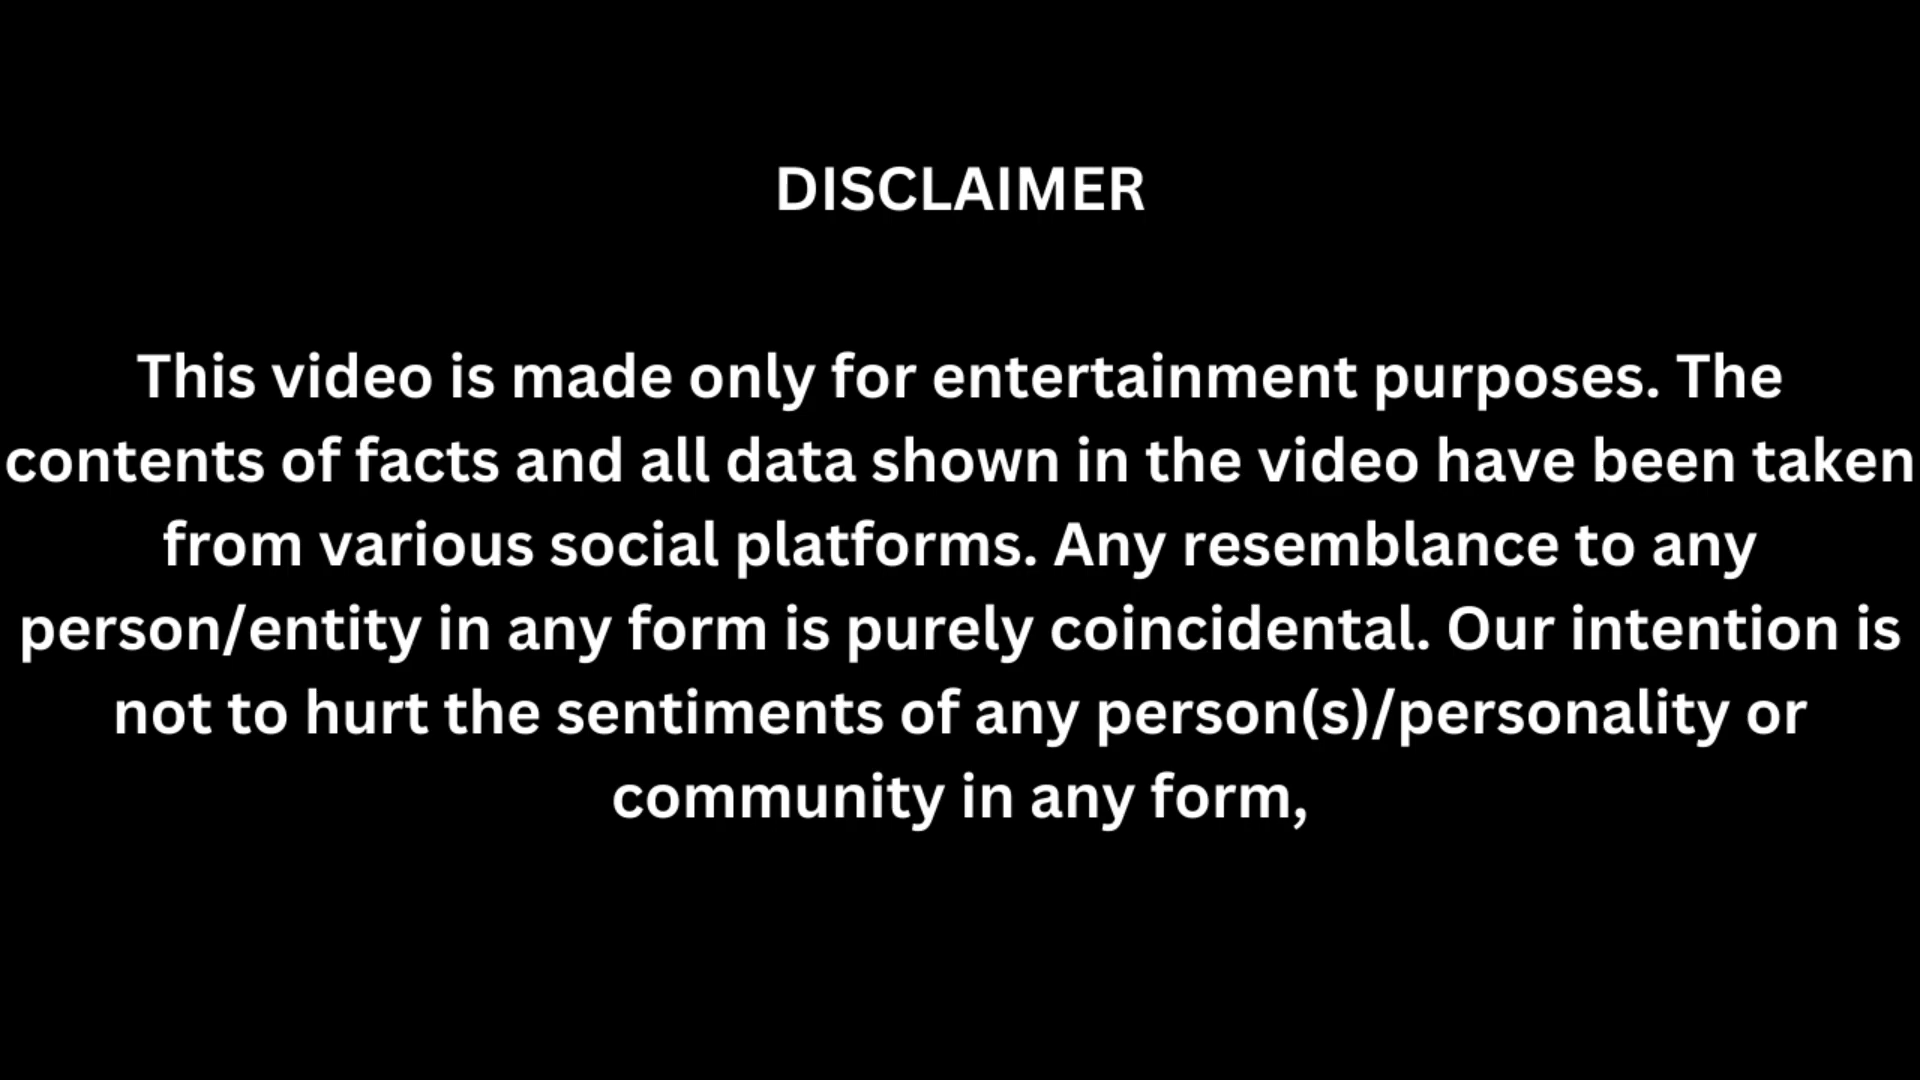 DISCLAIMER
This video is made only for entertainment purposes. The
contents of facts and all data shown in the video have been taken
from various social platforms. Any resemblance to any
person/entity in any form is purely coincidental. Our intention is
not to hurt the sentiments of any person(s)/personality or
community in any form,